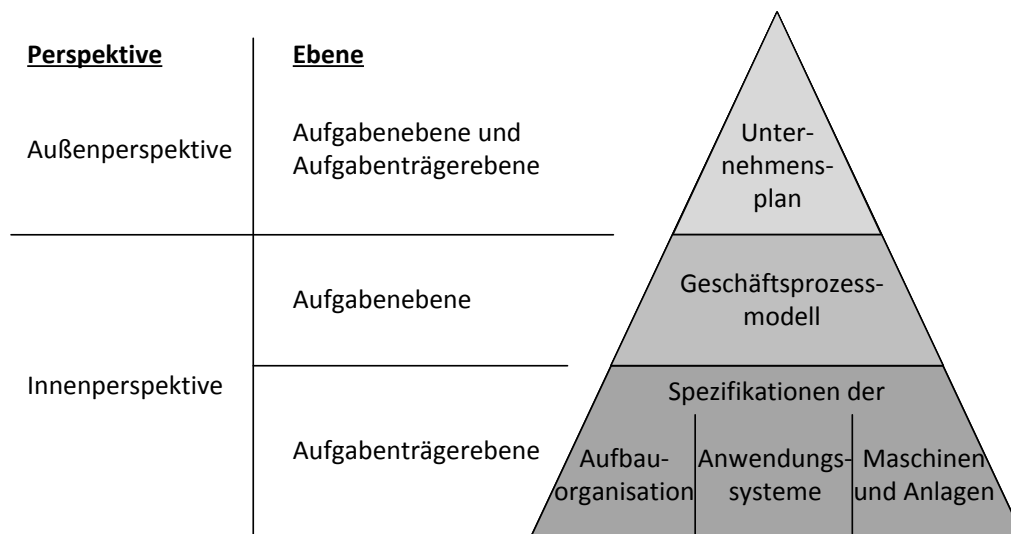 Perspektive
Ebene
Außenperspektive
Aufgabenebene und
Aufgabenträgerebene
Unter-
nehmens-
plan
Innenperspektive
Aufgabenebene
Geschäftsprozess-
modell
Aufgabenträgerebene
Spezifikationen der
Aufbau-
organisation
Anwendungs-
systeme
Maschinen
und Anlagen